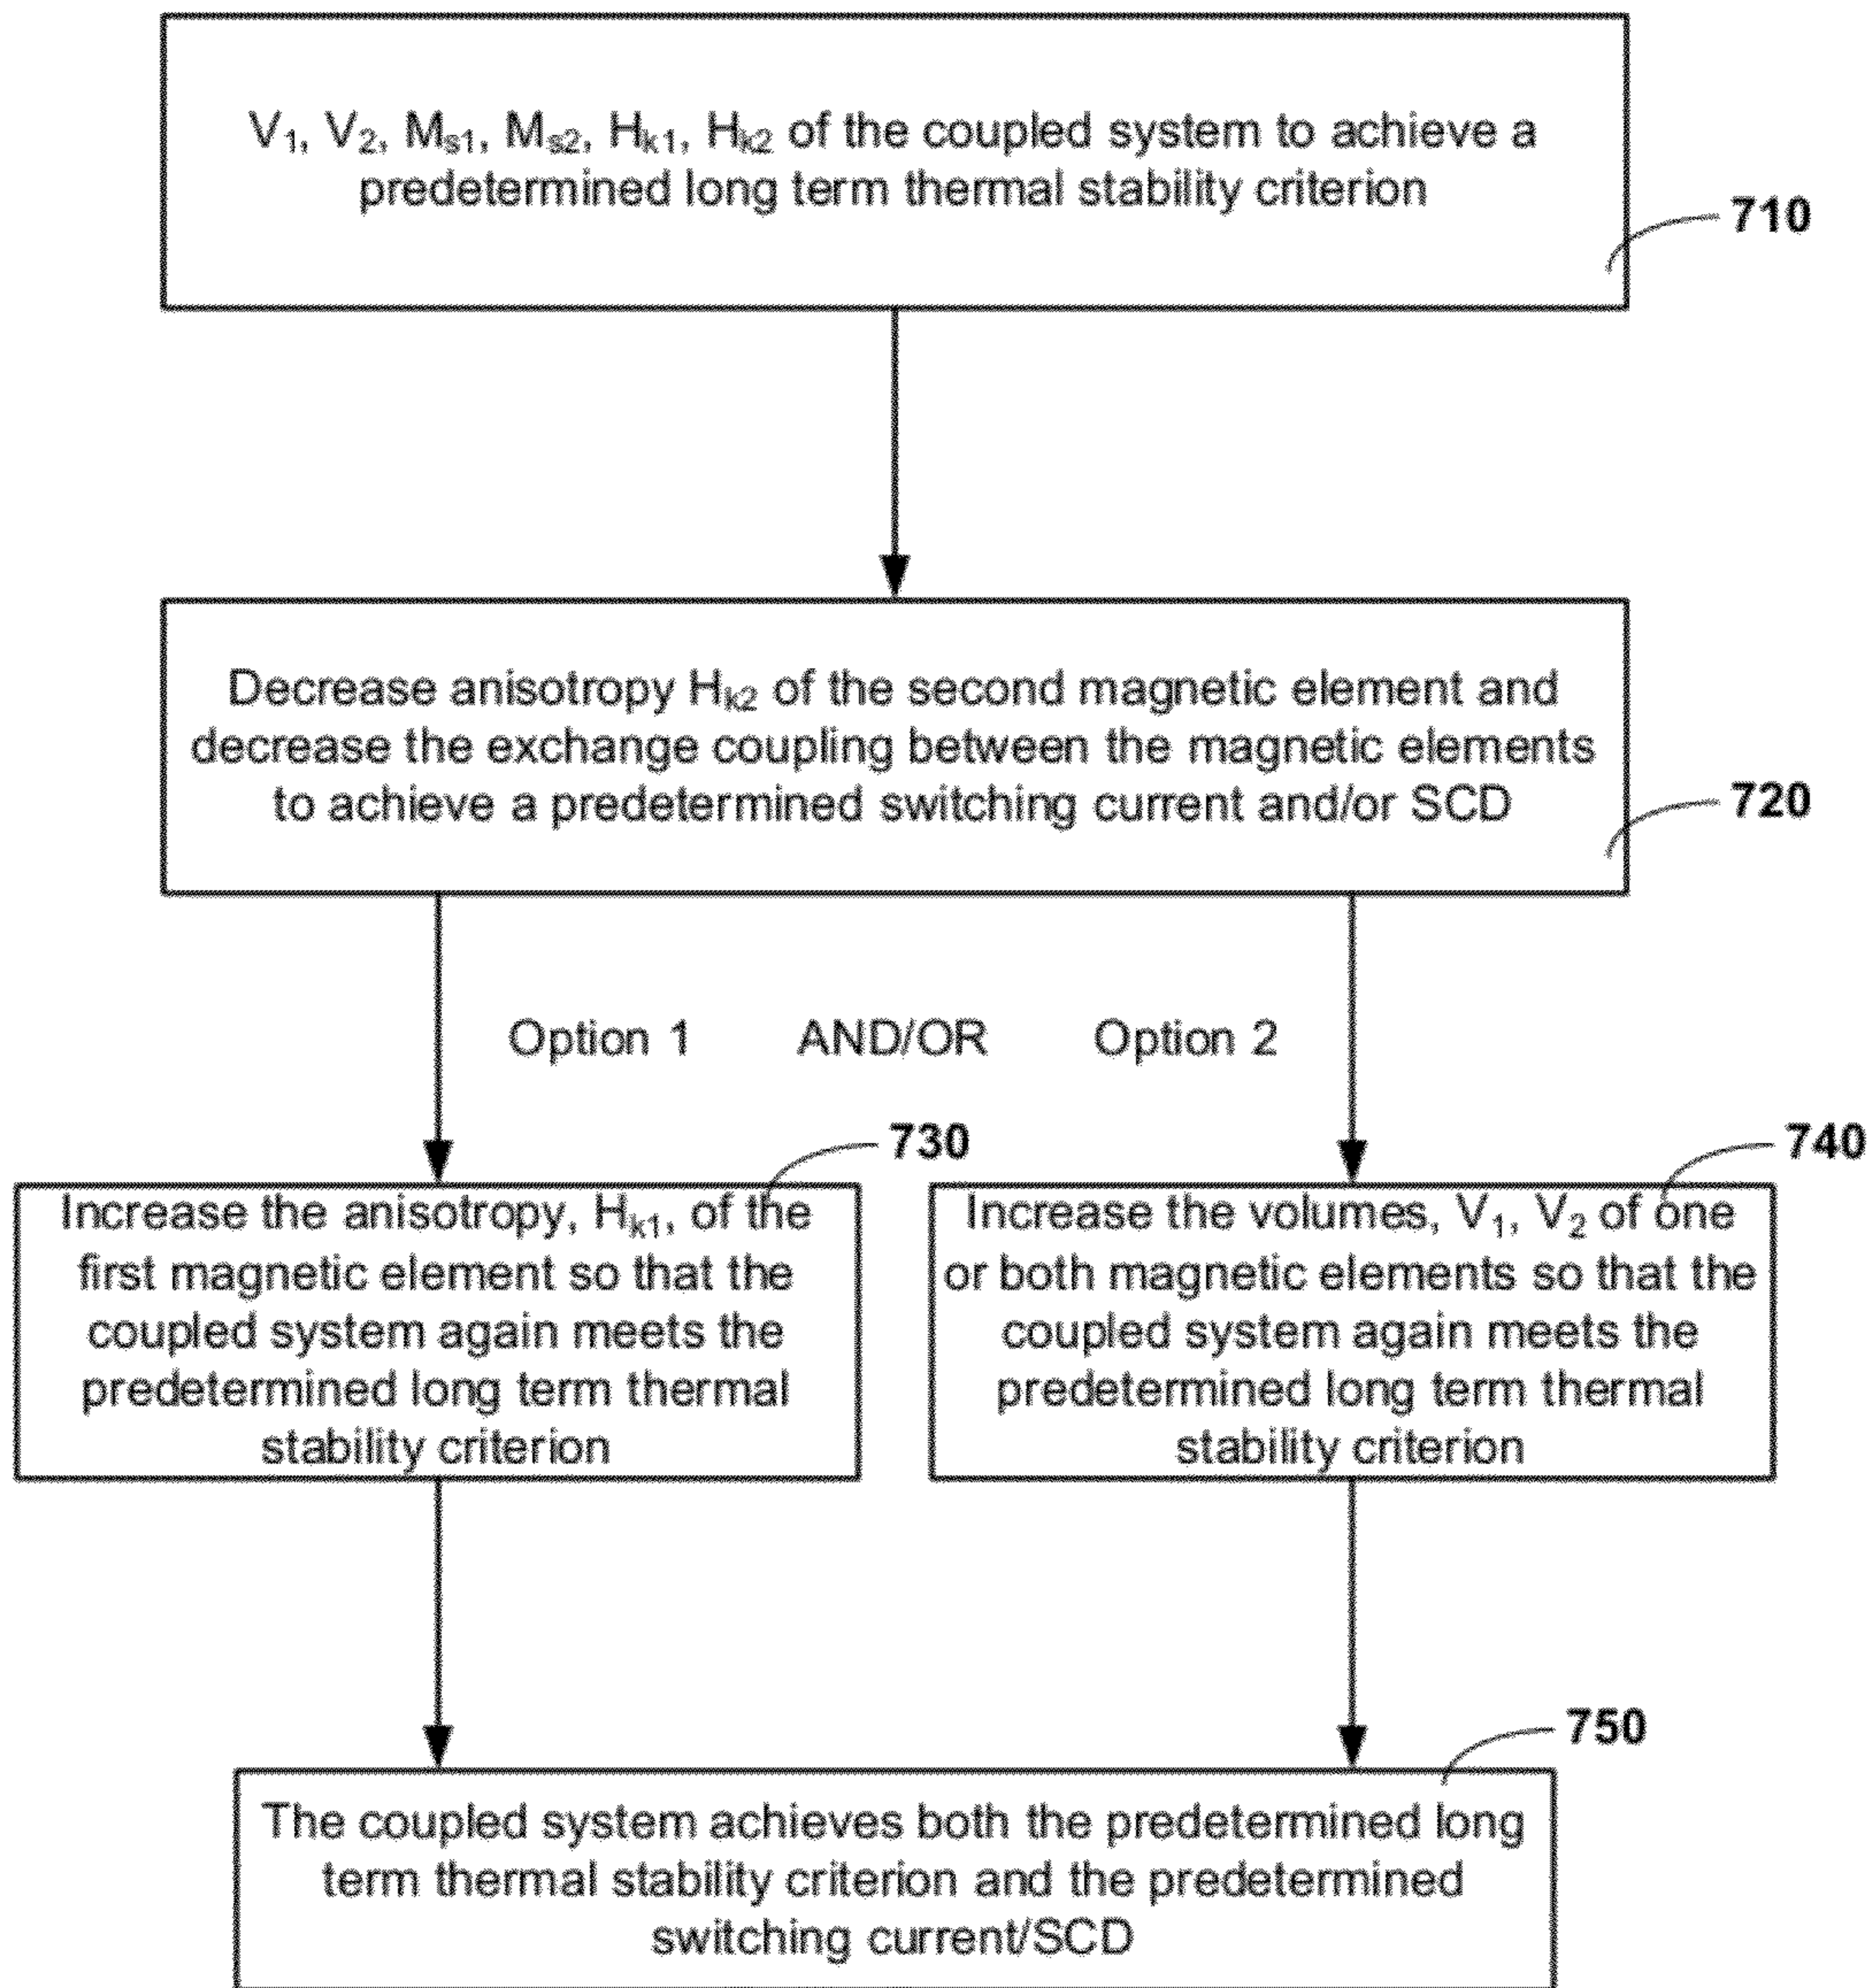 V₁, V₂, Mₛ₁, Mₛ₂, Hₖ₁, Hₖ₂ of the coupled system to achieve a
predetermined long term thermal stability criterion
710
Decrease anisotropy Hₖ₂ of the second magnetic element and
decrease the exchange coupling between the magnetic elements
to achieve a predetermined switching current and/or SCD
720
Option 1 AND/OR Option 2
730
Increase the anisotropy, Hₖ₁, of the
first magnetic element so that the
coupled system again meets the
predetermined long term thermal
stability criterion
740
Increase the volumes, V₁, V₂ of one
or both magnetic elements so that the
coupled system again meets the
predetermined long term thermal
stability criterion
750
The coupled system achieves both the predetermined long
term thermal stability criterion and the predetermined
switching current/SCD